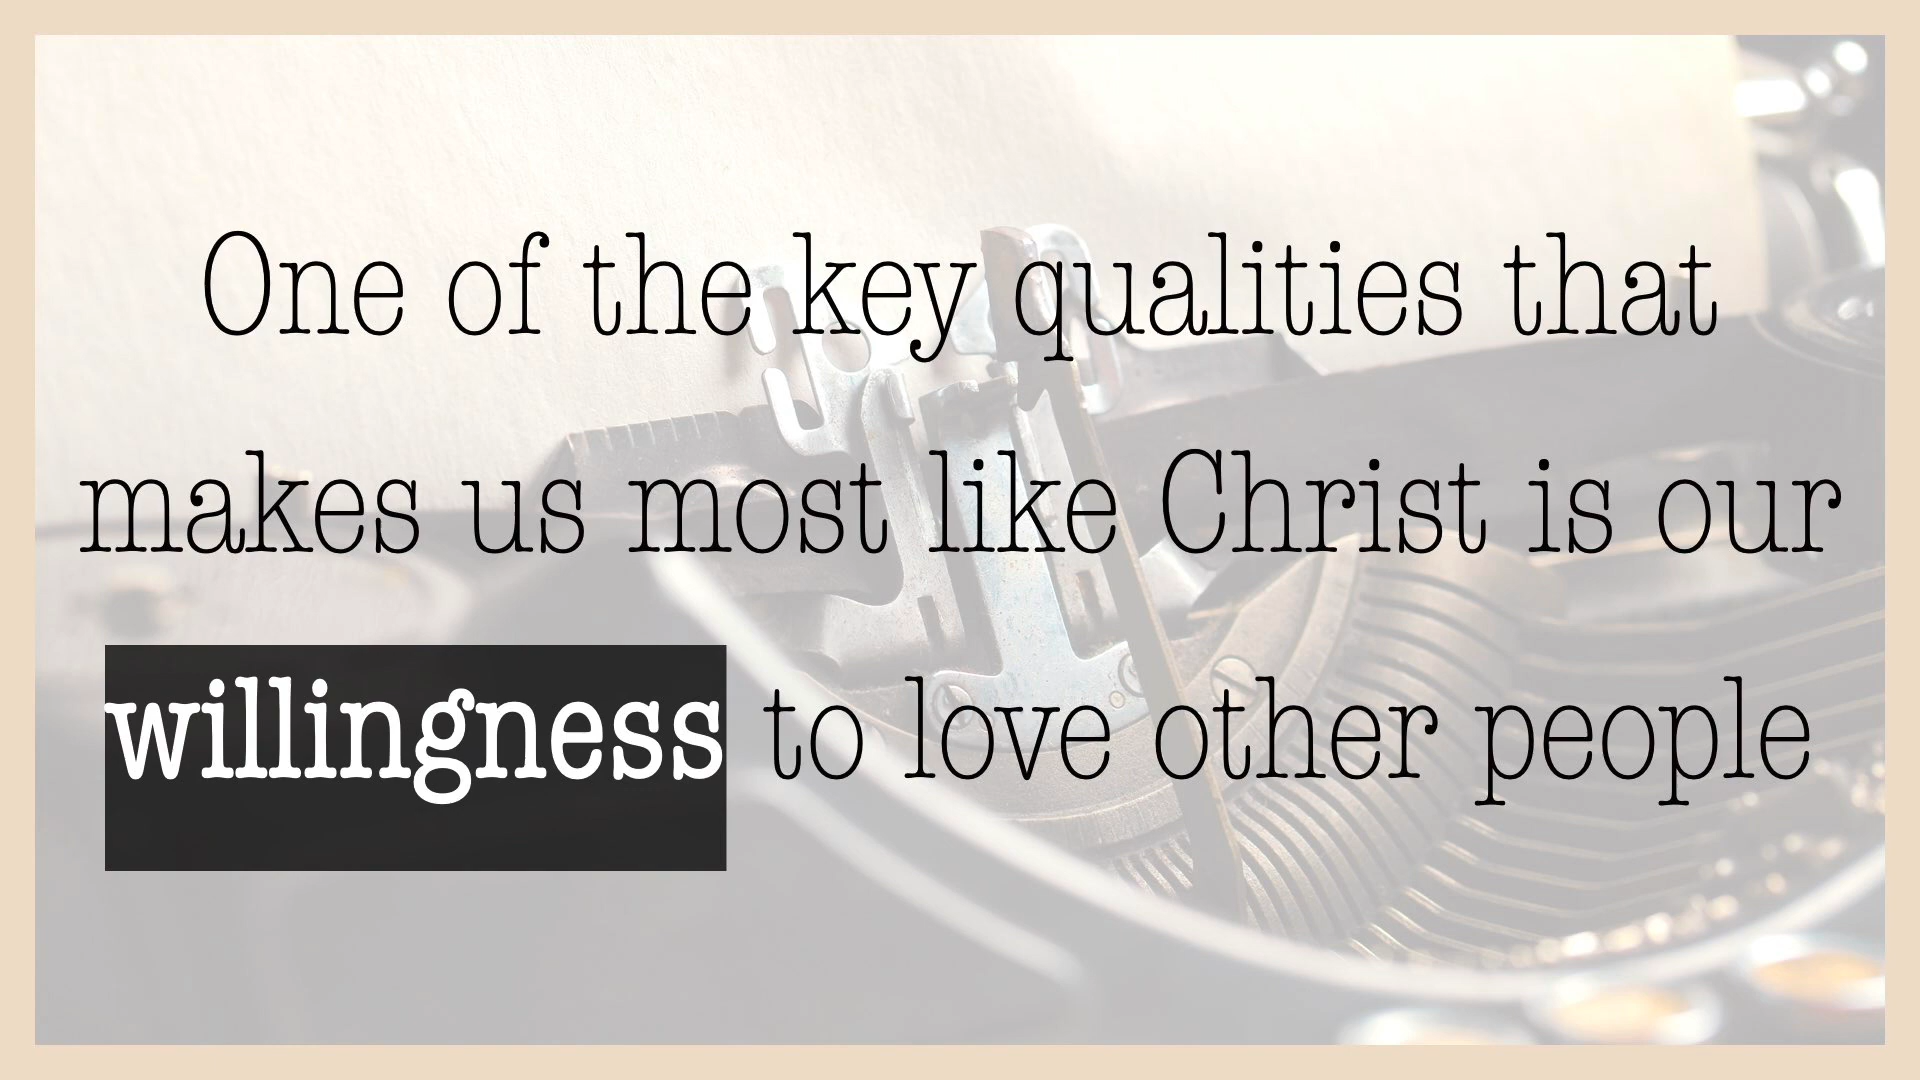 One of the key qualities that
makes us most like Christ is our
willingness to love other people